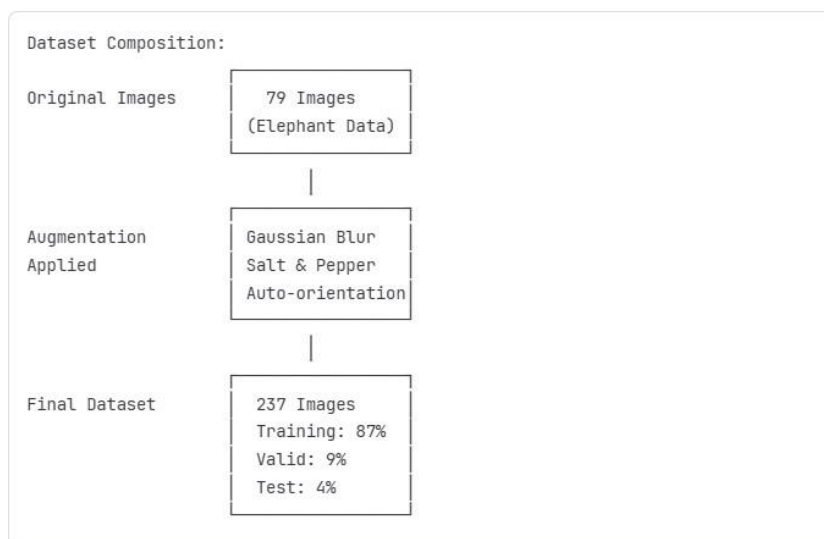 Dataset Composition:
Original Images 79 Images
(Elephant Data)
Augmentation Gaussian Blur
Applied Salt & Pepper
Auto-orientation
Final Dataset 237 Images
Training: 87%
Valid: 9%
Test: 4%